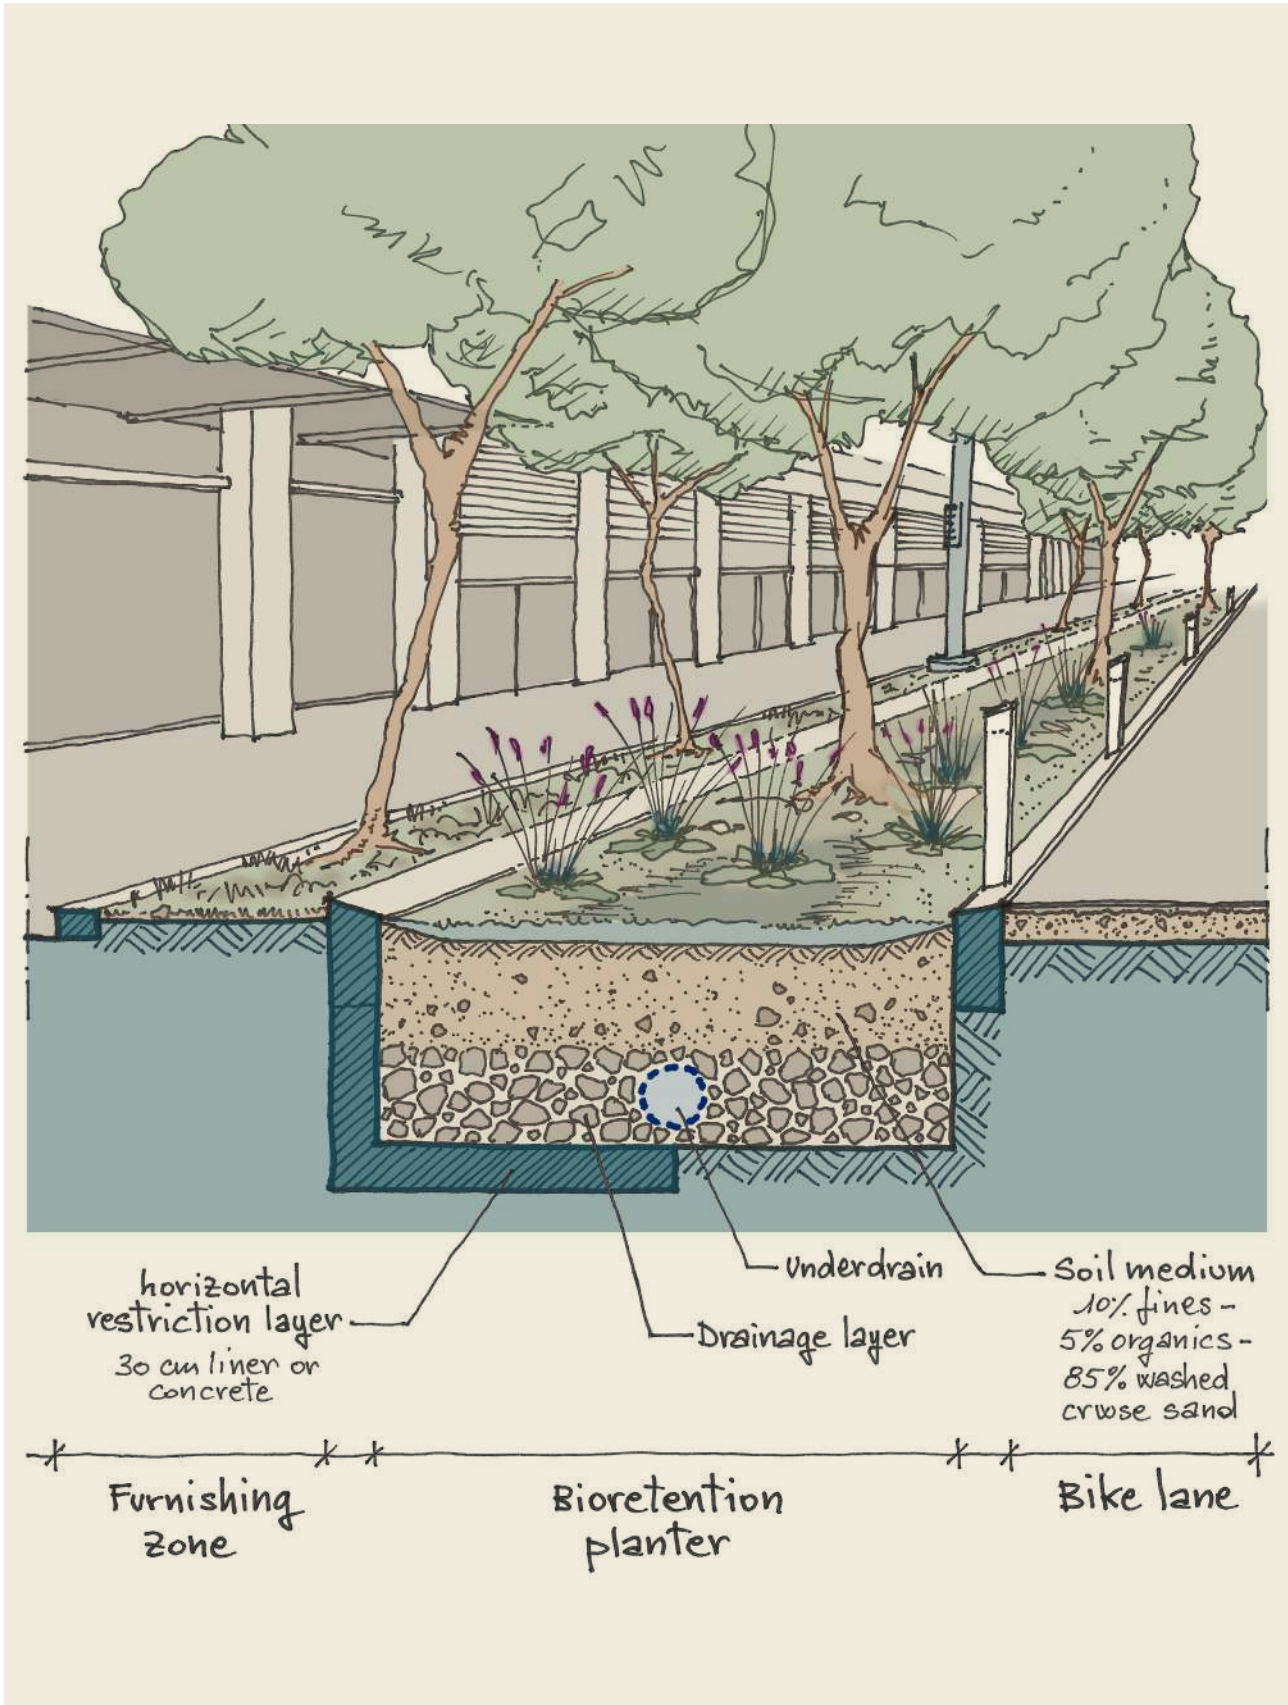 horizontal
restriction layer
30 cm liner or
concrete
Underdrain
Drainage layer
Soil medium
10% fines -
5% organics -
85% washed
crwose sand
Furnishing
zone
Bioretention
planter
Bike lane